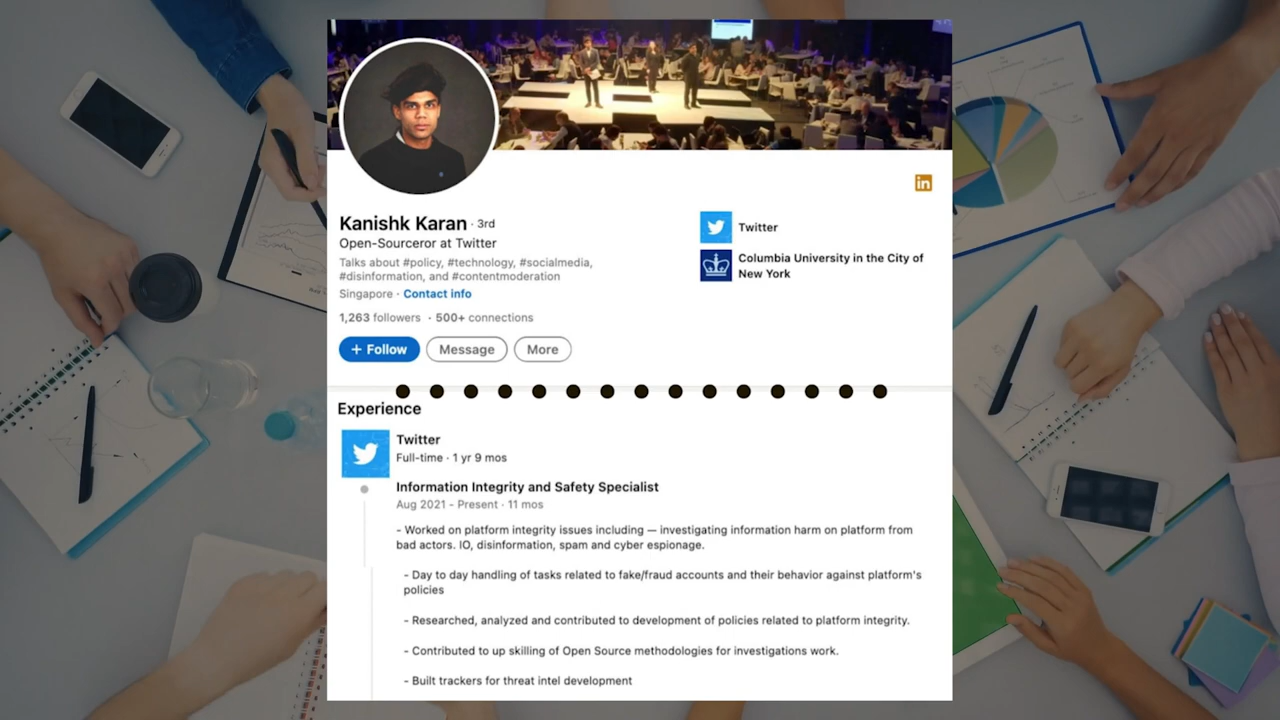 Kanishk Karan · 3rd
Open-Sourceror at Twitter
Talks about #policy, #technology, #socialmedia,
#disinformation, and #contentmoderation
Singapore · Contact info
1,263 followers · 500+ connections
+ Follow
Message
More
in
Twitter
Columbia University in the City of
New York
Experience
Twitter
Full-time · 1 yr 9 mos
Information Integrity and Safety Specialist
Aug 2021 - Present · 11 mos
- Worked on platform integrity issues including — investigating information harm on platform from
bad actors. IO, disinformation, spam and cyber espionage.
- Day to day handling of tasks related to fake/fraud accounts and their behavior against platform's
policies
- Researched, analyzed and contributed to development of policies related to platform integrity.
- Contributed to up skilling of Open Source methodologies for investigations work.
- Built trackers for threat intel development